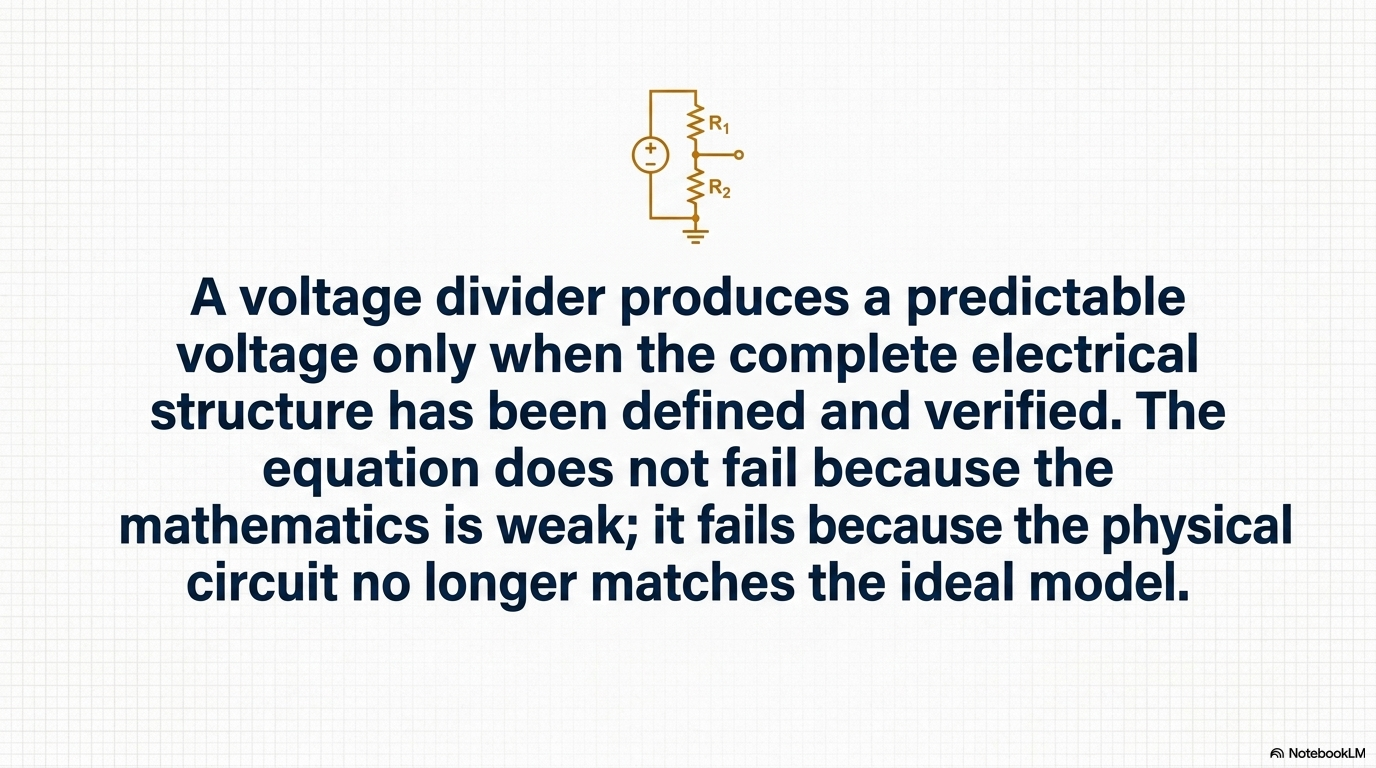 R1
R2
A voltage divider produces a predictable
voltage only when the complete electrical
structure has been defined and verified. The
equation does not fail because the
mathematics is weak; it fails because the physical
circuit no longer matches the ideal model.
NotebookLM